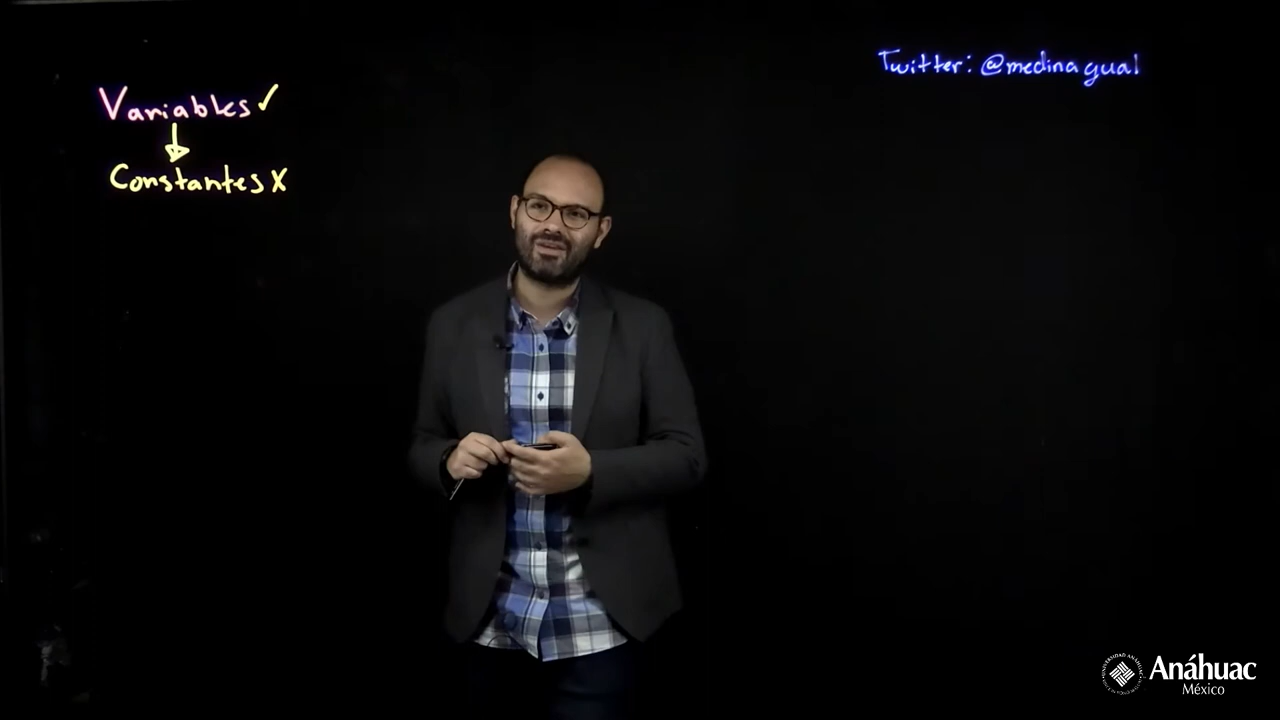 Variables ✓
↓
Constantes X
Twitter: @medinagual
Anáhuac
México